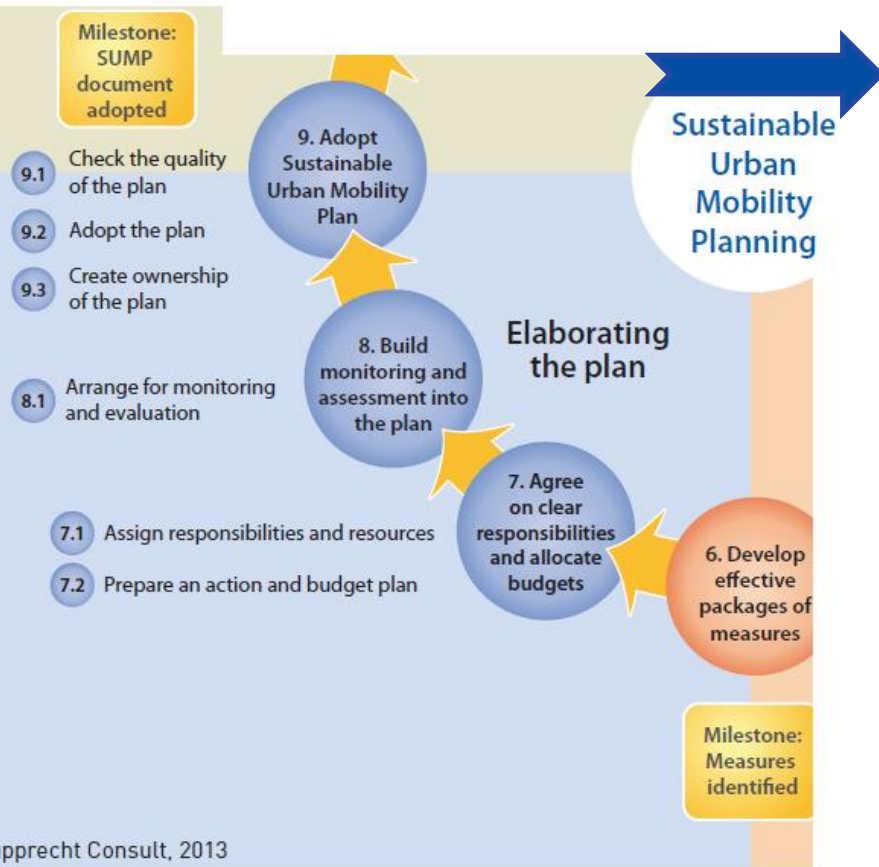 Milestone:
SUMP
document
adopted
9. Adopt
Sustainable
Urban Mobility
Plan
Sustainable
Urban
Mobility
Planning
9.1 Check the quality
of the plan
9.2 Adopt the plan
9.3 Create ownership
of the plan
8. Build
monitoring and
assessment into
the plan
Elaborating
the plan
8.1 Arrange for monitoring
and evaluation
7. Agree
on clear
responsibilities
and allocate
budgets
7.1 Assign responsibilities and resources
7.2 Prepare an action and budget plan
6. Develop
effective
packages of
measures
Milestone:
Measures
identified
upprecht Consult, 2013